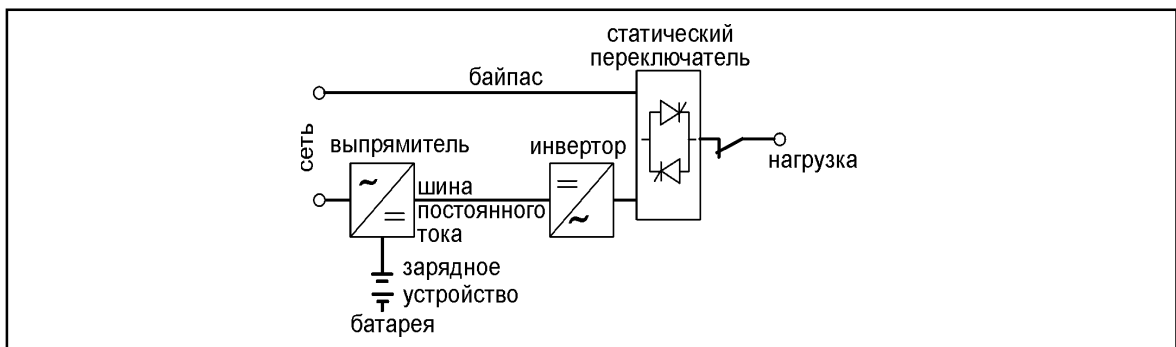 статический
переключатель
байпас
сеть
выпрямитель
инвертор
нагрузка
шина
постоянного
тока
зарядное
устройство
батарея